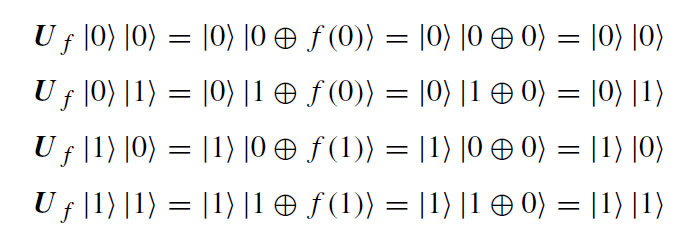 U_f |0⟩ |0⟩ = |0⟩ |0 ⊕ f(0)⟩ = |0⟩ |0 ⊕ 0⟩ = |0⟩ |0⟩
U_f |0⟩ |1⟩ = |0⟩ |1 ⊕ f(0)⟩ = |0⟩ |1 ⊕ 0⟩ = |0⟩ |1⟩
U_f |1⟩ |0⟩ = |1⟩ |0 ⊕ f(1)⟩ = |1⟩ |0 ⊕ 0⟩ = |1⟩ |0⟩
U_f |1⟩ |1⟩ = |1⟩ |1 ⊕ f(1)⟩ = |1⟩ |1 ⊕ 0⟩ = |1⟩ |1⟩